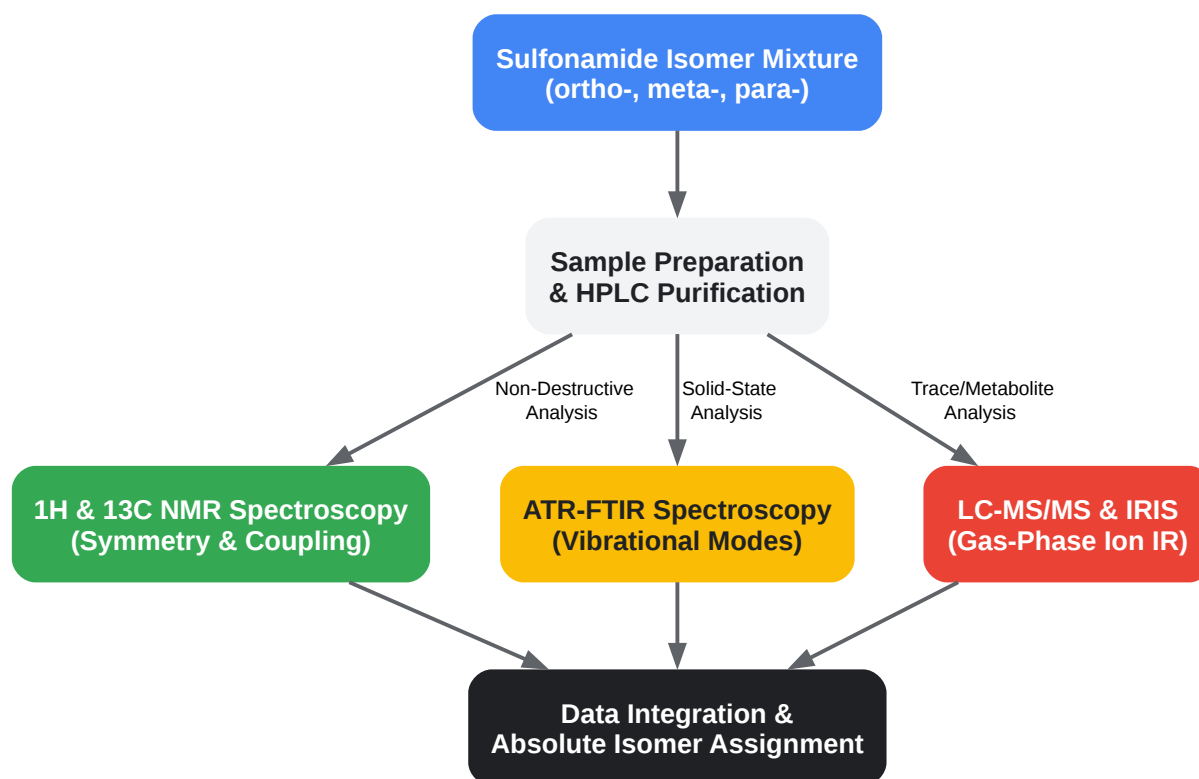 Sulfonamide Isomer Mixture
(ortho-, meta-, para-)
Sample Preparation
& HPLC Purification
Non-Destructive
Analysis
Solid-State
Analysis
Trace/Metabolite
Analysis
1H & 13C NMR Spectroscopy
(Symmetry & Coupling)
ATR-FTIR Spectroscopy
(Vibrational Modes)
LC-MS/MS & IRIS
(Gas-Phase Ion IR)
Data Integration &
Absolute Isomer Assignment